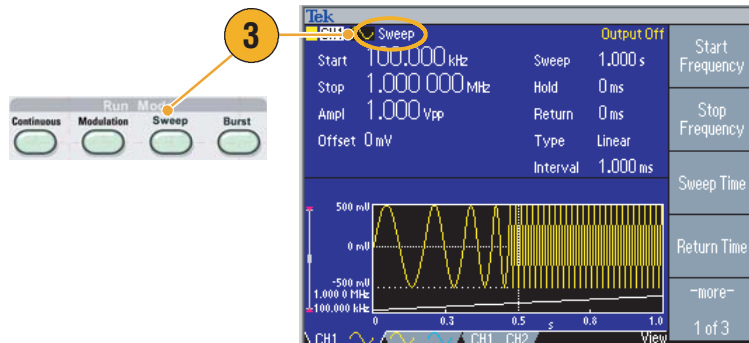 3
Run Mode
Continuous Modulation Sweep Burst
Tek
CH1 Sweep Output Off
Start 100.000 kHz Sweep 1.000 s
Stop 1.000 000 MHz Hold 0 ms
Ampl 1.000 Vpp Return 0 ms
Offset 0 mV Type Linear
Interval 1.000 ms
500 mU
0 mU
-500 mU
1.000 0 MHz
100.000 kHz
0 0.3 0.5 s 0.8 1.0
CH1 CH1 CH2 View
Start
Frequency
Stop
Frequency
Sweep Time
Return Time
-more-
1 of 3